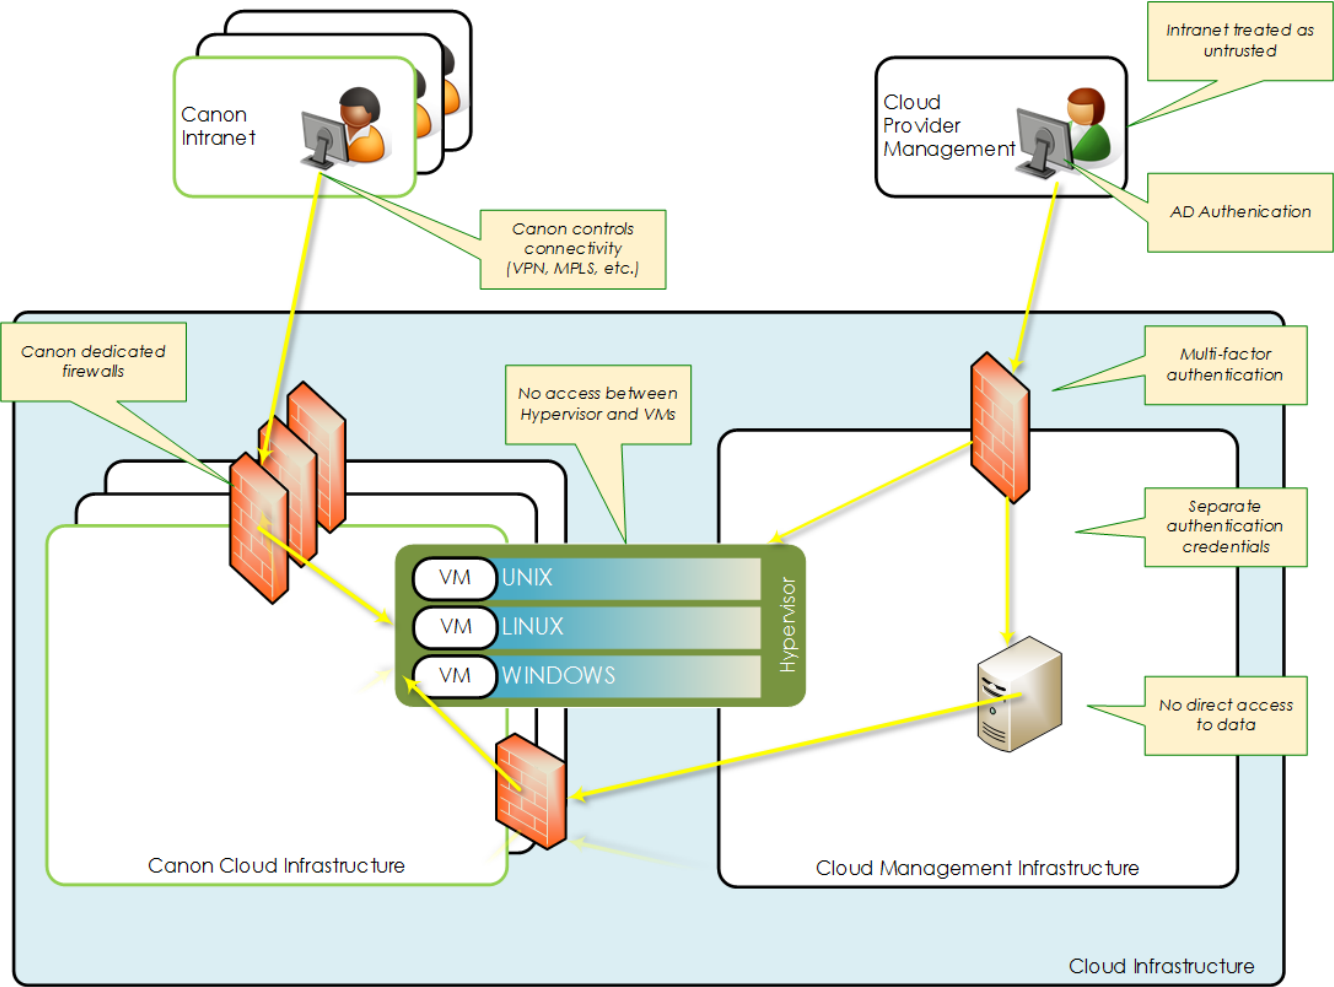 Intranet treated as
untrusted
Canon
Intranet
Cloud
Provider
Management
AD Authenication
Canon controls
connectivity
(VPN, MPLS, etc.)
Canon dedicated
firewalls
No access between
Hypervisor and VMs
Multi-factor
authentication
Separate
authentication
credentials
VM UNIX
VM LINUX
VM WINDOWS
Hypervisor
No direct access
to data
Canon Cloud Infrastructure
Cloud Management Infrastructure
Cloud Infrastructure